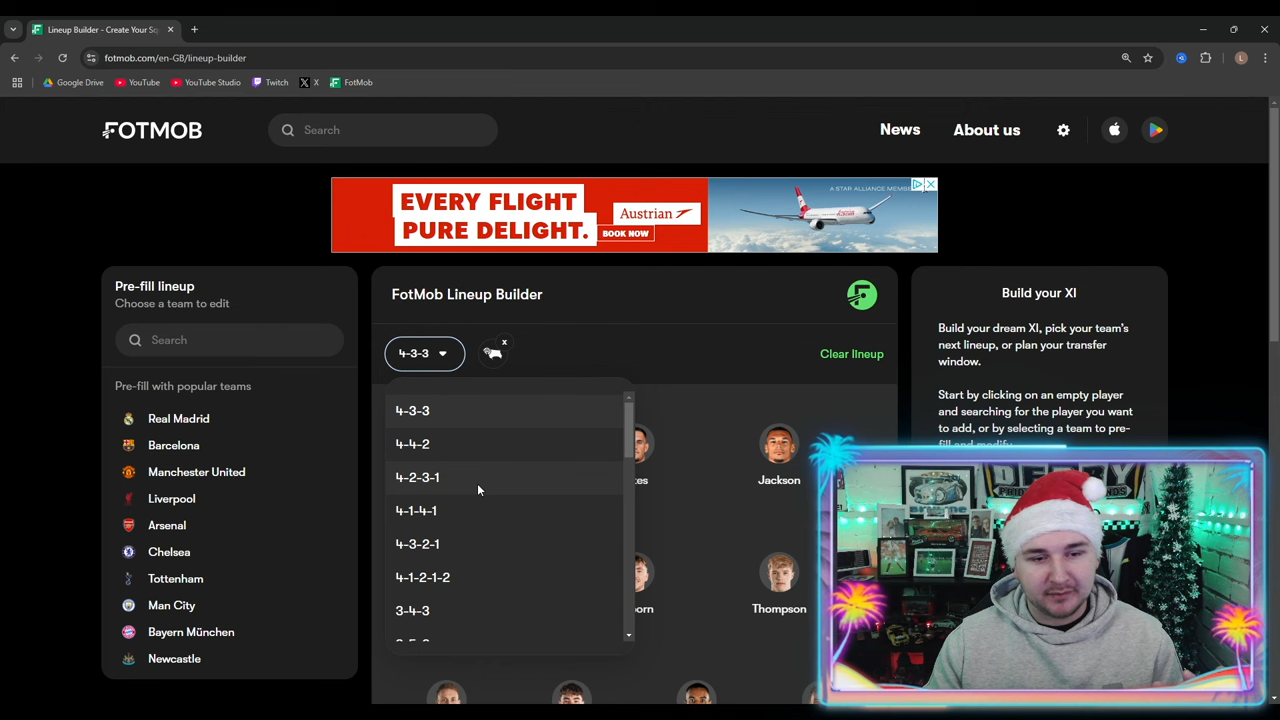 Lineup Builder - Create Your Sq
fotmob.com/en-GB/lineup-builder
Google Drive
YouTube
YouTube Studio
Twitch
X
FotMob
L
FOTMOB
Search
News
About us
EVERY FLIGHT
PURE DELIGHT.
Austrian
BOOK NOW
A STAR ALLIANCE MEMBER
Pre-fill lineup
Choose a team to edit
Search
Pre-fill with popular teams
Real Madrid
Barcelona
Manchester United
Liverpool
Arsenal
Chelsea
Tottenham
Man City
Bayern München
Newcastle
FotMob Lineup Builder
4-3-3
x
Clear lineup
4-3-3
4-4-2
4-2-3-1
4-1-4-1
4-3-2-1
4-1-2-1-2
3-4-3
Jackson
Thompson
Build your XI
Build your dream XI, pick your team's
next lineup, or plan your transfer
window.
Start by clicking on an empty player
and searching for the player you want
to add, or by selecting a team to pre-
fill and modify.
DERBY